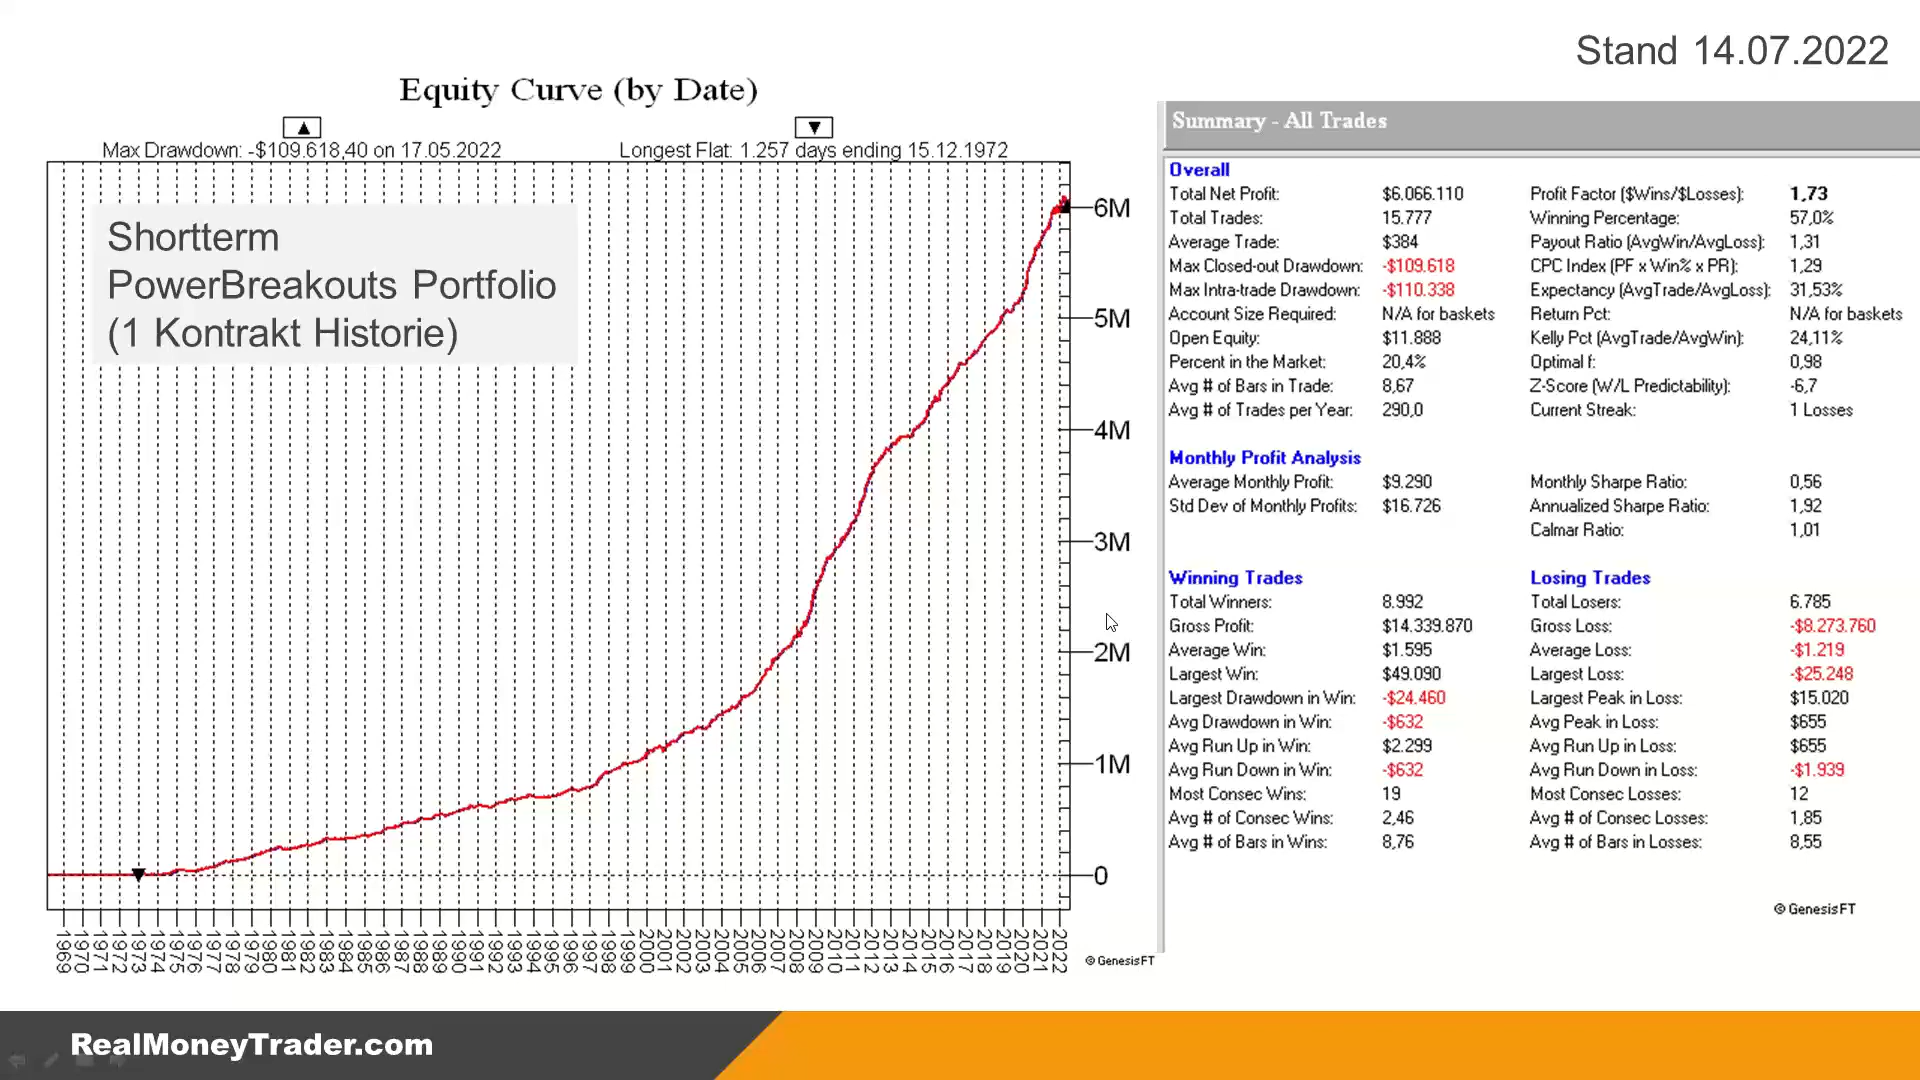 Stand 14.07.2022
Equity Curve (by Date)
Max Drawdown: -$109.618,40 on 17.05.2022
Longest Flat: 1.257 days ending 15.12.1972
Shortterm
PowerBreakouts Portfolio
(1 Kontrakt Historie)
6M
5M
4M
3M
2M
1M
0
1969 1970 1971 1972 1973 1974 1975 1976 1977 1978 1979 1980 1981 1982 1983 1984 1985 1986 1987 1988 1989 1990 1991 1992 1993 1994 1995 1996 1997 1998 1999 2000 2001 2002 2003 2004 2005 2006 2007 2008 2009 2010 2011 2012 2013 2014 2015 2016 2017 2018 2019 2020 2021 2022
© GenesisFT
Summary - All Trades
Overall
Total Net Profit: $6.066.110 Profit Factor ($Wins/$Losses): 1,73
Total Trades: 15.777 Winning Percentage: 57,0%
Average Trade: $384 Payout Ratio (AvgWin/AvgLoss): 1,31
Max Closed-out Drawdown: -$109.618 CPC Index (PF x Win% x PR): 1,29
Max Intra-trade Drawdown: -$110.338 Expectancy (AvgTrade/AvgLoss): 31,53%
Account Size Required: N/A for baskets Return Pct: N/A for baskets
Open Equity: $11.888 Kelly Pct (AvgTrade/AvgWin): 24,11%
Percent in the Market: 20,4% Optimal f: 0,98
Avg # of Bars in Trade: 8,67 Z-Score (W/L Predictability): -6,7
Avg # of Trades per Year: 290,0 Current Streak: 1 Losses
Monthly Profit Analysis
Average Monthly Profit: $9.290 Monthly Sharpe Ratio: 0,56
Std Dev of Monthly Profits: $16.726 Annualized Sharpe Ratio: 1,92
Calmar Ratio: 1,01
Winning Trades Losing Trades
Total Winners: 8.992 Total Losers: 6.785
Gross Profit: $14.339.870 Gross Loss: -$8.273.760
Average Win: $1.595 Average Loss: -$1.219
Largest Win: $49.090 Largest Loss: -$25.248
Largest Drawdown in Win: -$24.460 Largest Peak in Loss: $15.020
Avg Drawdown in Win: -$632 Avg Peak in Loss: $655
Avg Run Up in Win: $2.299 Avg Run Up in Loss: $655
Avg Run Down in Win: -$632 Avg Run Down in Loss: -$1.939
Most Consec Wins: 19 Most Consec Losses: 12
Avg # of Consec Wins: 2,46 Avg # of Consec Losses: 1,85
Avg # of Bars in Wins: 8,76 Avg # of Bars in Losses: 8,55
© GenesisFT
RealMoneyTrader.com